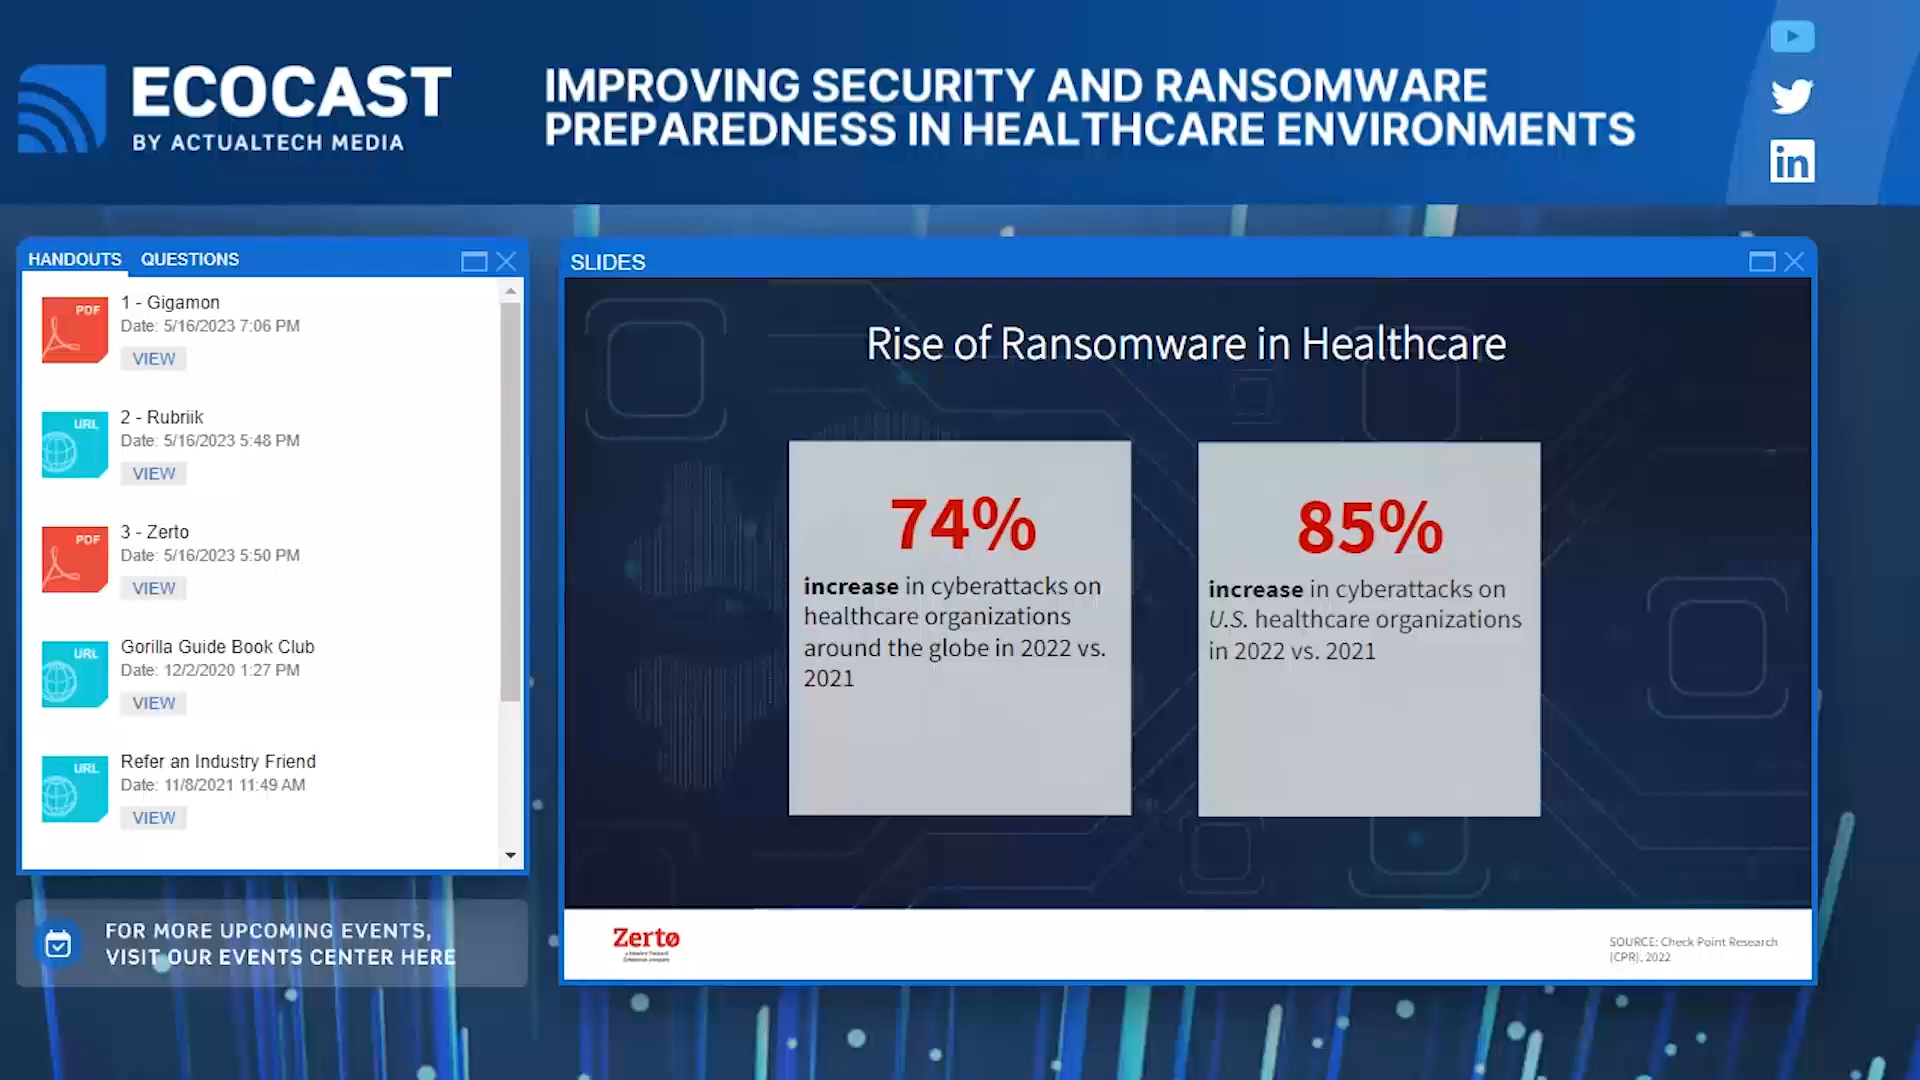 ECOCAST
BY ACTUALTECH MEDIA
IMPROVING SECURITY AND RANSOMWARE
PREPAREDNESS IN HEALTHCARE ENVIRONMENTS
in
HANDOUTS QUESTIONS
PDF
1 - Gigamon
Date: 5/16/2023 7:06 PM
VIEW
URL
2 - Rubriik
Date: 5/16/2023 5:48 PM
VIEW
PDF
3 - Zerto
Date: 5/16/2023 5:50 PM
VIEW
URL
Gorilla Guide Book Club
Date: 12/2/2020 1:27 PM
VIEW
URL
Refer an Industry Friend
Date: 11/8/2021 11:49 AM
VIEW
FOR MORE UPCOMING EVENTS,
VISIT OUR EVENTS CENTER HERE
SLIDES
Rise of Ransomware in Healthcare
74%
increase in cyberattacks on
healthcare organizations
around the globe in 2022 vs.
2021
85%
increase in cyberattacks on
U.S. healthcare organizations
in 2022 vs. 2021
Zertø
a Hewlett Packard
Enterprise company
SOURCE: Check Point Research
(CPR), 2022